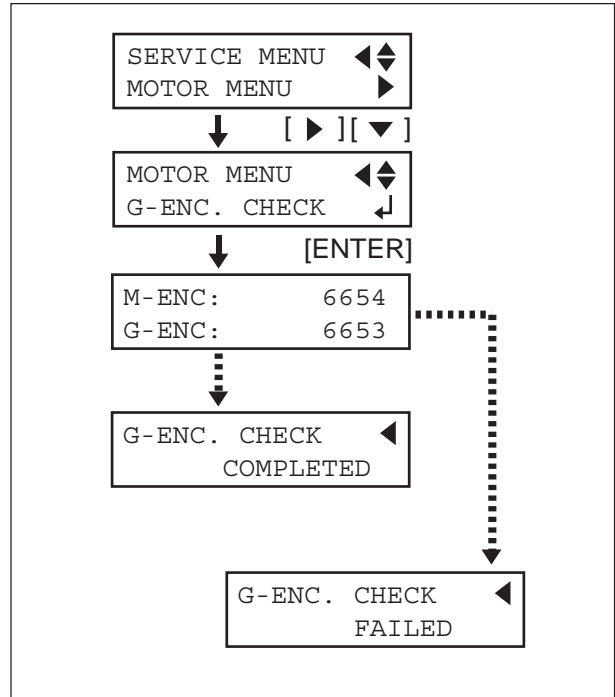 SERVICE MENU ◀◆
MOTOR MENU ▶
[ ▶ ][ ▼ ]
MOTOR MENU ◀◆
G-ENC. CHECK ↵
[ENTER]
M-ENC: 6654
G-ENC: 6653
G-ENC. CHECK ◀
COMPLETED
G-ENC. CHECK ◀
FAILED